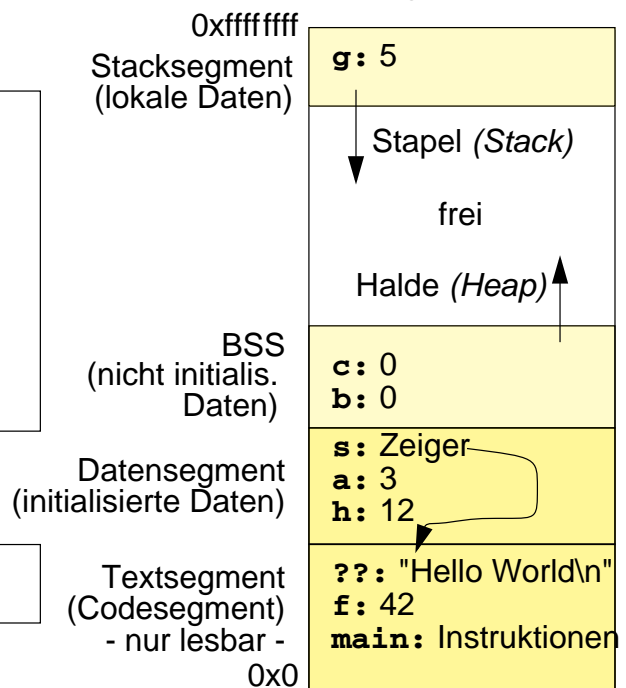 0xffffffff
Stacksegment
(lokale Daten)
g: 5
Stapel (Stack)
frei
Halde (Heap)
BSS
(nicht initialis.
Daten)
c: 0
b: 0
Datensegment
(initialisierte Daten)
s: Zeiger
a: 3
h: 12
Textsegment
(Codesegment)
- nur lesbar -
??: "Hello World\n"
f: 42
main: Instruktionen
0x0